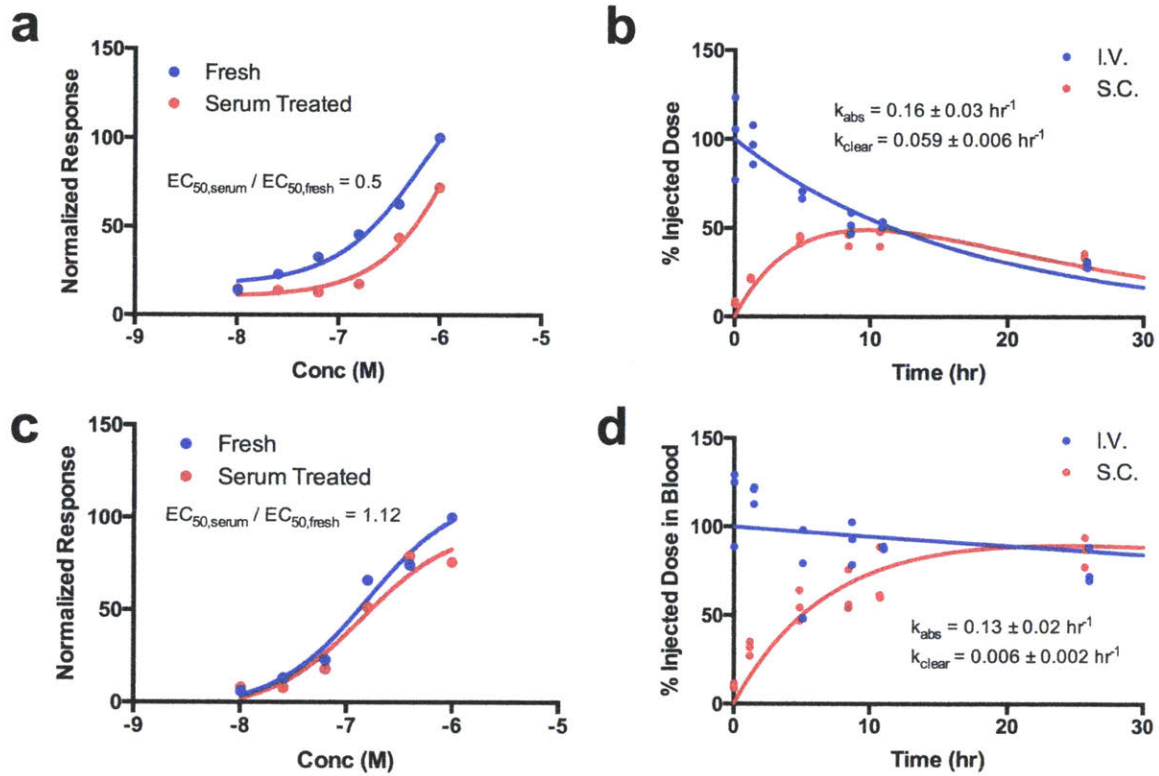 a
150
100
50
0
Normalized Response
Fresh
Serum Treated
EC50,serum / EC50,fresh = 0.5
-9 -8 -7 -6 -5
Conc (M)
b
150
100
50
0
% Injected Dose
I.V.
S.C.
kabs = 0.16 ± 0.03 hr-1
kclear = 0.059 ± 0.006 hr-1
0 10 20 30
Time (hr)
c
150
100
50
0
Normalized Response
Fresh
Serum Treated
EC50,serum / EC50,fresh = 1.12
-9 -8 -7 -6 -5
Conc (M)
d
150
100
50
0
% Injected Dose in Blood
I.V.
S.C.
kabs = 0.13 ± 0.02 hr-1
kclear = 0.006 ± 0.002 hr-1
0 10 20 30
Time (hr)